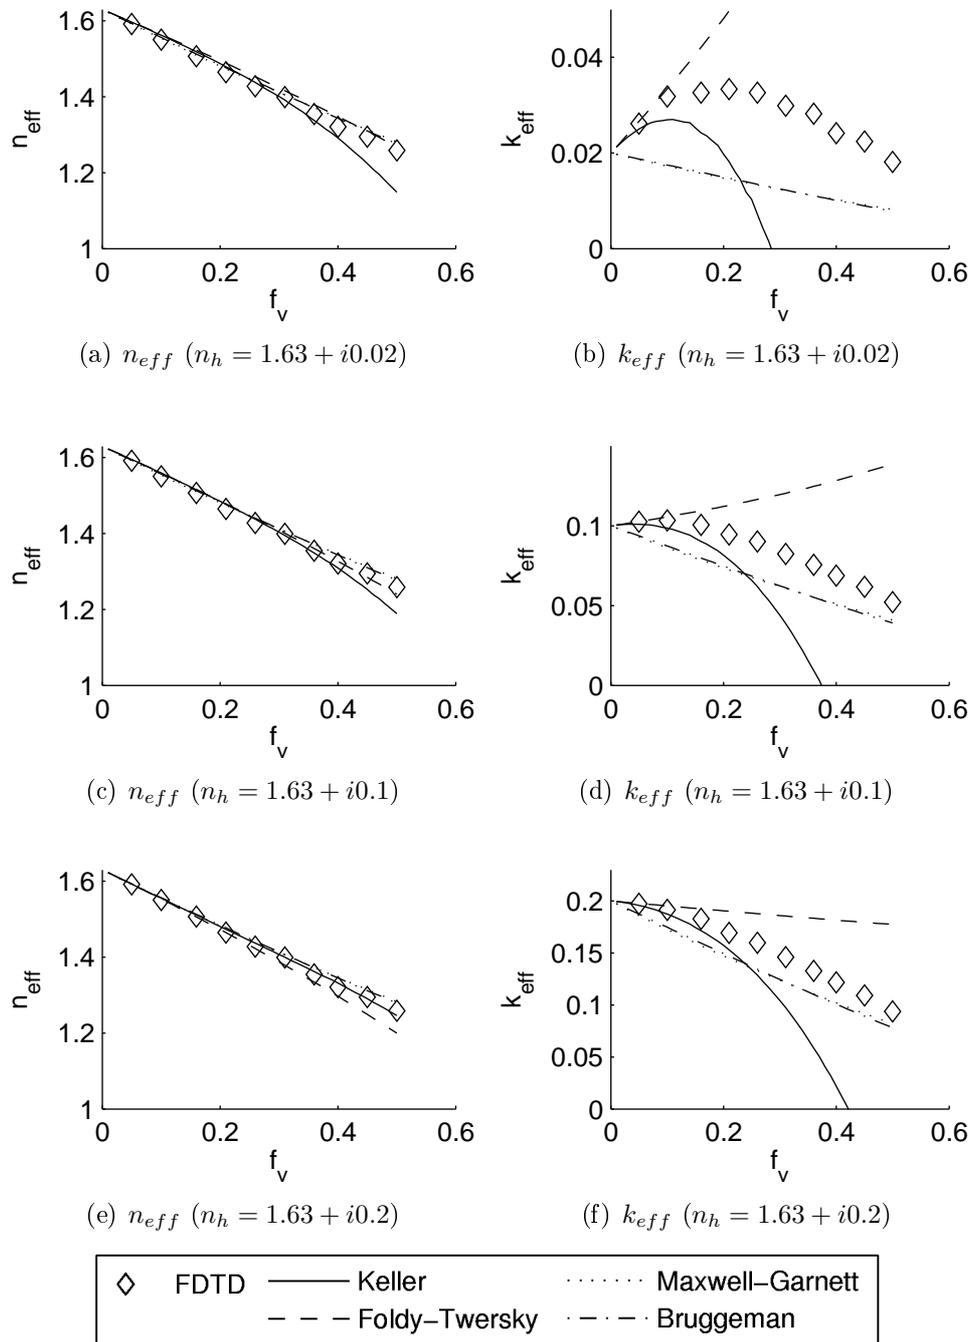 1.6
1.4
1.2
1
n_eff
0 0.2 0.4 0.6
f_v
0.04
0.02
0
k_eff
0 0.2 0.4 0.6
f_v
(a) n_eff (n_h = 1.63 + i0.02)
(b) k_eff (n_h = 1.63 + i0.02)
1.6
1.4
1.2
1
n_eff
0 0.2 0.4 0.6
f_v
0.1
0.05
0
k_eff
0 0.2 0.4 0.6
f_v
(c) n_eff (n_h = 1.63 + i0.1)
(d) k_eff (n_h = 1.63 + i0.1)
1.6
1.4
1.2
1
n_eff
0 0.2 0.4 0.6
f_v
0.2
0.15
0.1
0.05
0
k_eff
0 0.2 0.4 0.6
f_v
(e) n_eff (n_h = 1.63 + i0.2)
(f) k_eff (n_h = 1.63 + i0.2)
FDTD Keller Maxwell-Garnett
Foldy-Twersky Bruggeman